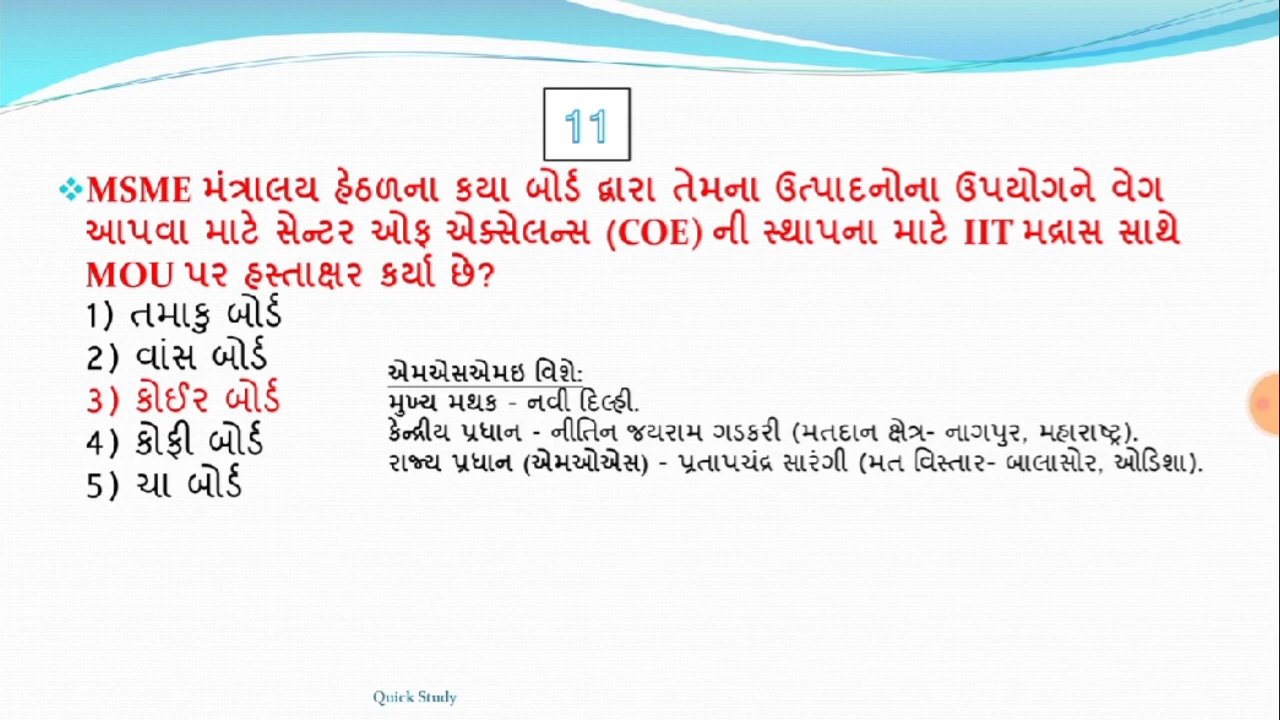 11
❖MSME મંત્રાલય હેઠળના કયા બોર્ડ દ્વારા તેમના ઉત્પાદનોના ઉપયોગને વેગ
આપવા માટે સેન્ટર ઓફ એક્સેલન્સ (COE) ની સ્થાપના માટે IIT મદ્રાસ સાથે
MOU પર હસ્તાક્ષર કર્યા છે?
1) તમાકુ બોર્ડ
2) વાંસ બોર્ડ
3) કોઈર બોર્ડ
4) કોફી બોર્ડ
5) ચા બોર્ડ
એમએસએમઇ વિશે:
મુખ્ય મથક - નવી દિલ્હી.
કેન્દ્રીય પ્રધાન - નીતિન જયરામ ગડકરી (મતદાન ક્ષેત્ર- નાગપુર, મહારાષ્ટ્ર).
રાજ્ય પ્રધાન (એમઓએસ) - પ્રતાપચંદ્ર સારંગી (મત વિસ્તાર- બાલાસોર, ઓડિશા).
Quick Study